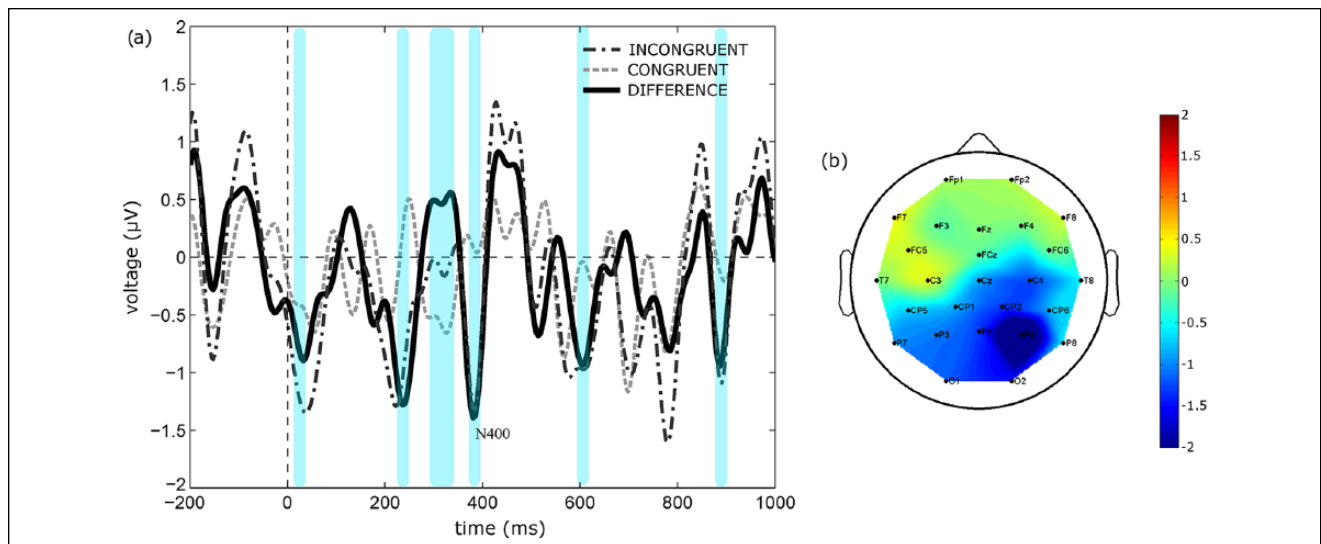 (a)
INCONGRUENT
CONGRUENT
DIFFERENCE
voltage (µV)
2
1.5
1
0.5
0
−0.5
−1
−1.5
−2
N400
−200
0
200
400
600
800
1000
time (ms)
(b)
Fp1 Fp2
F7 F3 Fz F4 F8
FC5 FCz FC6
T7 C3 Cz C4 T8
CP5 CP1 CP2 CP6
P7 P3 Pz P4 P8
O1 O2
2
1.5
1
0.5
0
−0.5
−1
−1.5
−2